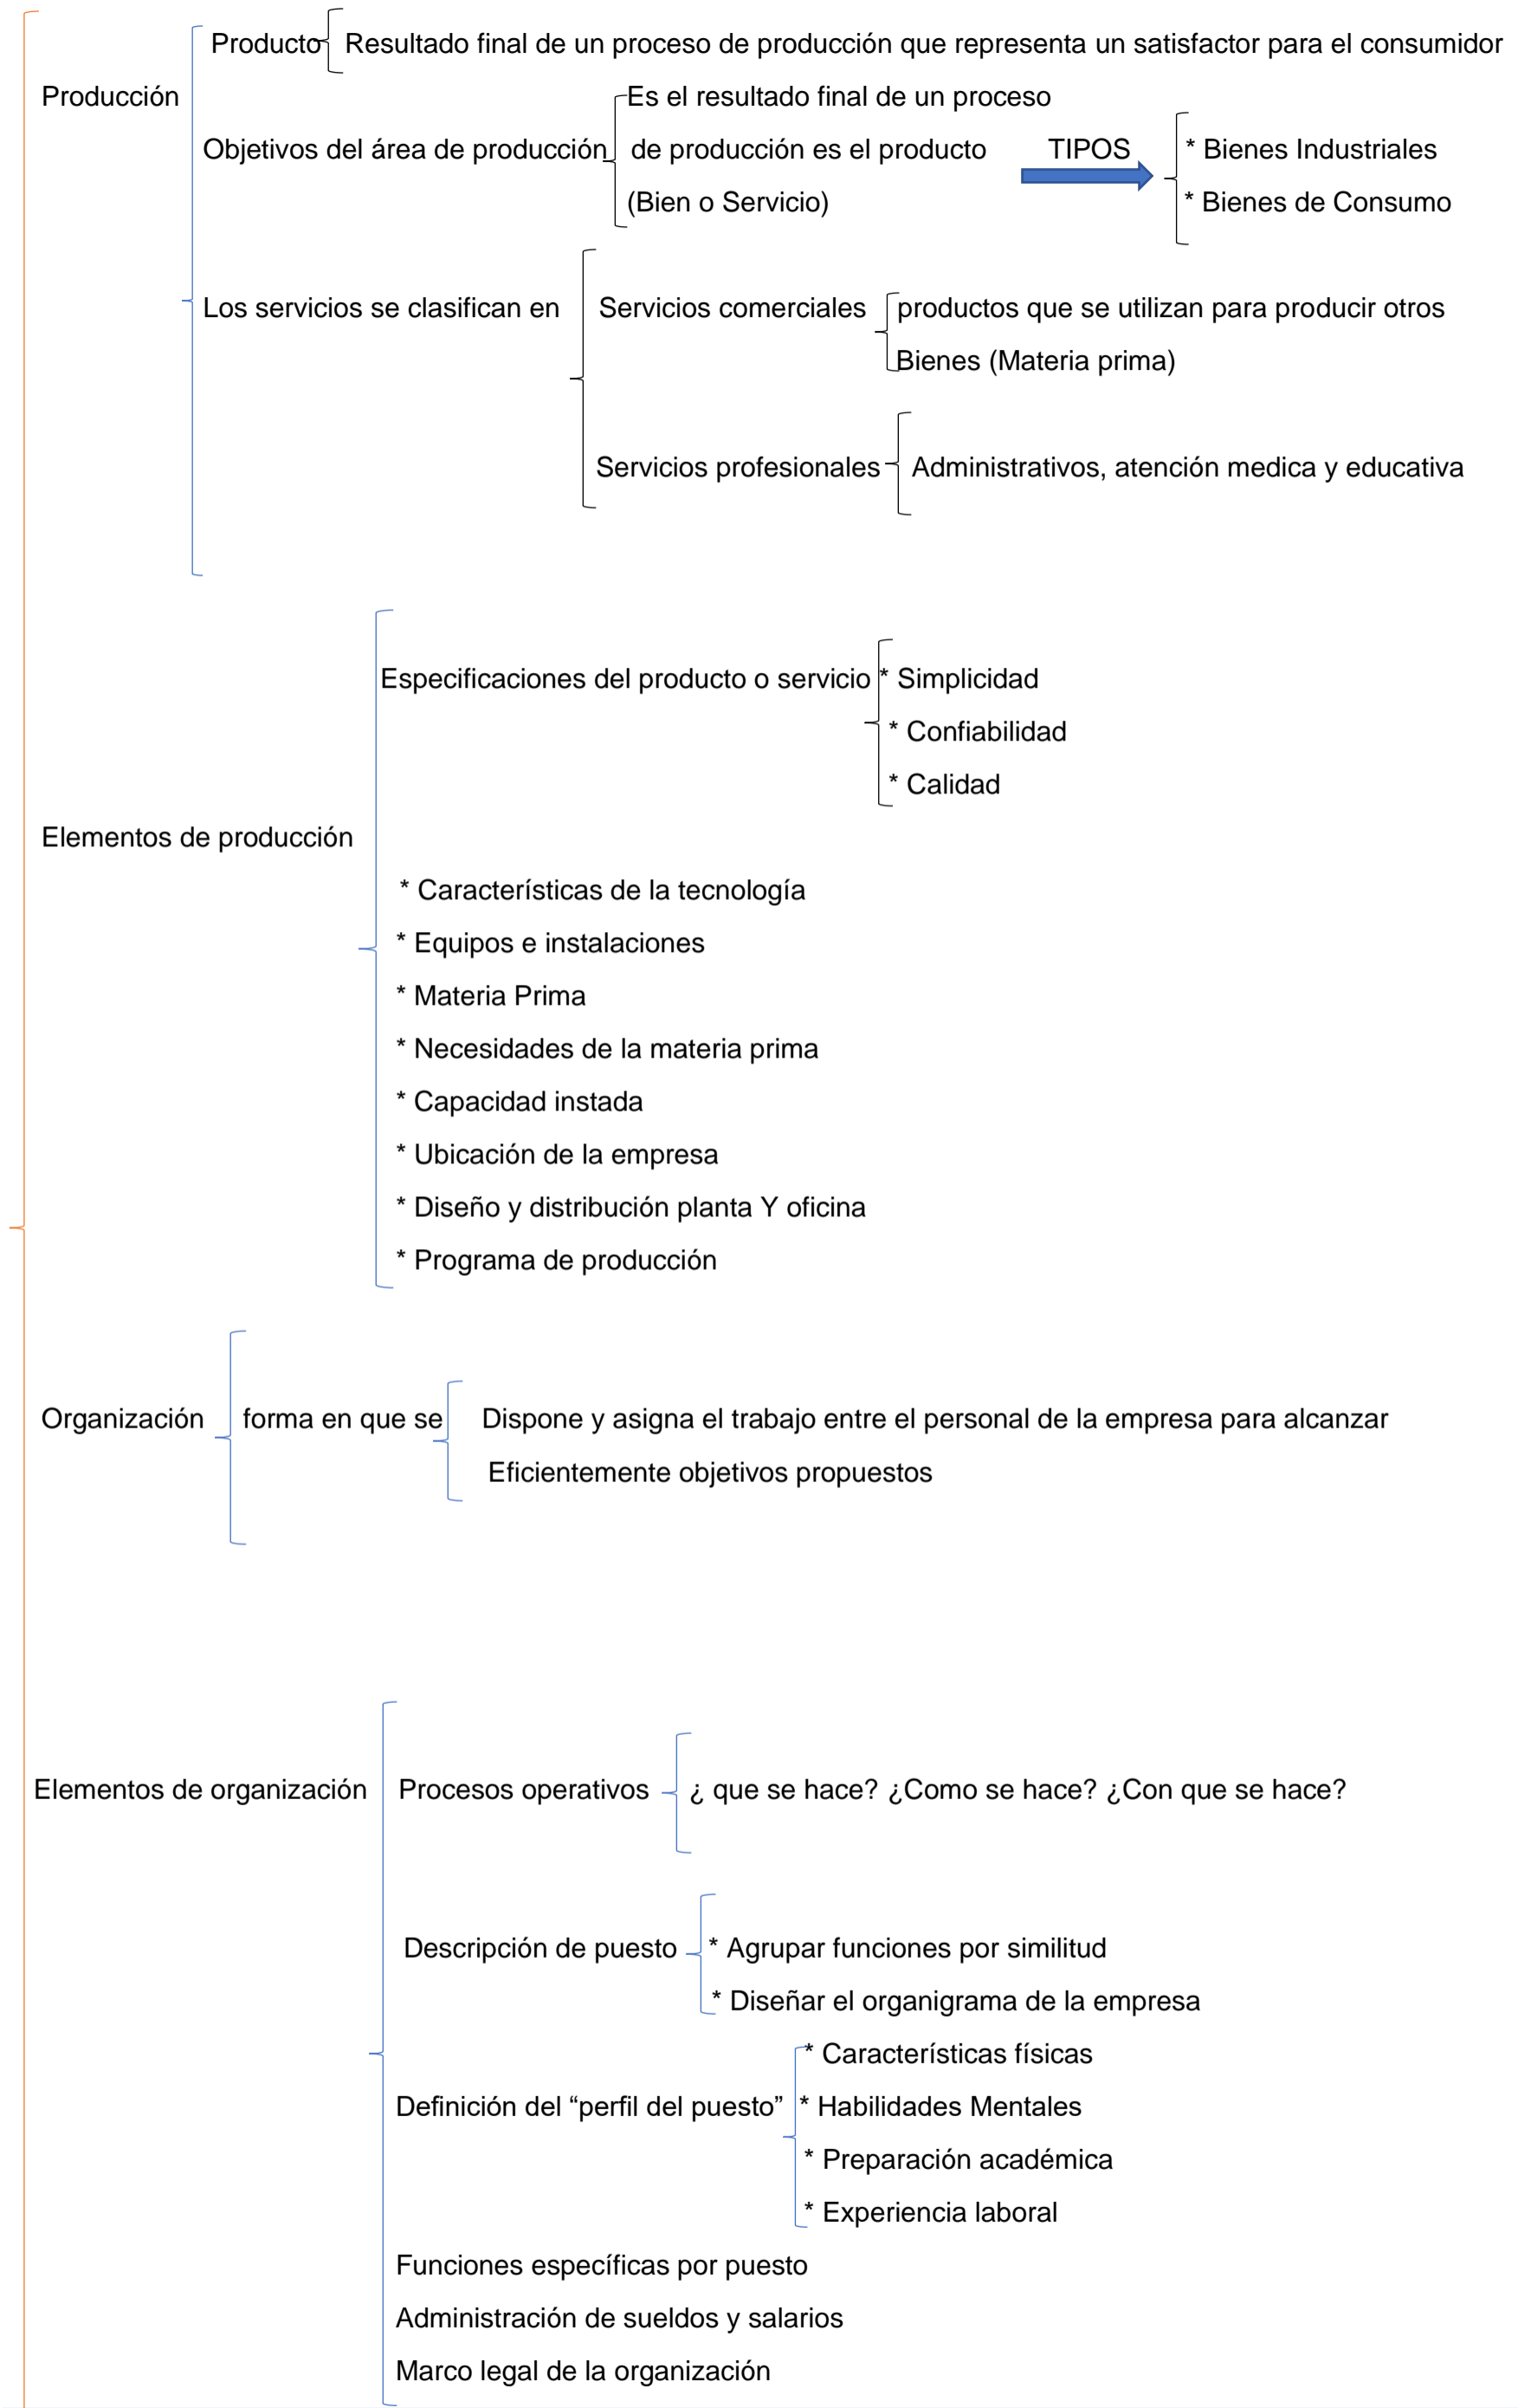 Producto Resultado final de un proceso de producción que representa un satisfactor para el consumidor
Producción Es el resultado final de un proceso
Objetivos del área de producción de producción es el producto TIPOS * Bienes Industriales
(Bien o Servicio) * Bienes de Consumo
Los servicios se clasifican en Servicios comerciales productos que se utilizan para producir otros
Bienes (Materia prima)
Servicios profesionales Administrativos, atención medica y educativa
Especificaciones del producto o servicio * Simplicidad
* Confiabilidad
* Calidad
Elementos de producción
* Características de la tecnología
* Equipos e instalaciones
* Materia Prima
* Necesidades de la materia prima
* Capacidad instada
* Ubicación de la empresa
* Diseño y distribución planta Y oficina
* Programa de producción
Organización forma en que se Dispone y asigna el trabajo entre el personal de la empresa para alcanzar
Eficientemente objetivos propuestos
Elementos de organización Procesos operativos ¿ que se hace? ¿Como se hace? ¿Con que se hace?
Descripción de puesto * Agrupar funciones por similitud
* Diseñar el organigrama de la empresa
* Características físicas
Definición del “perfil del puesto” * Habilidades Mentales
* Preparación académica
* Experiencia laboral
Funciones específicas por puesto
Administración de sueldos y salarios
Marco legal de la organización